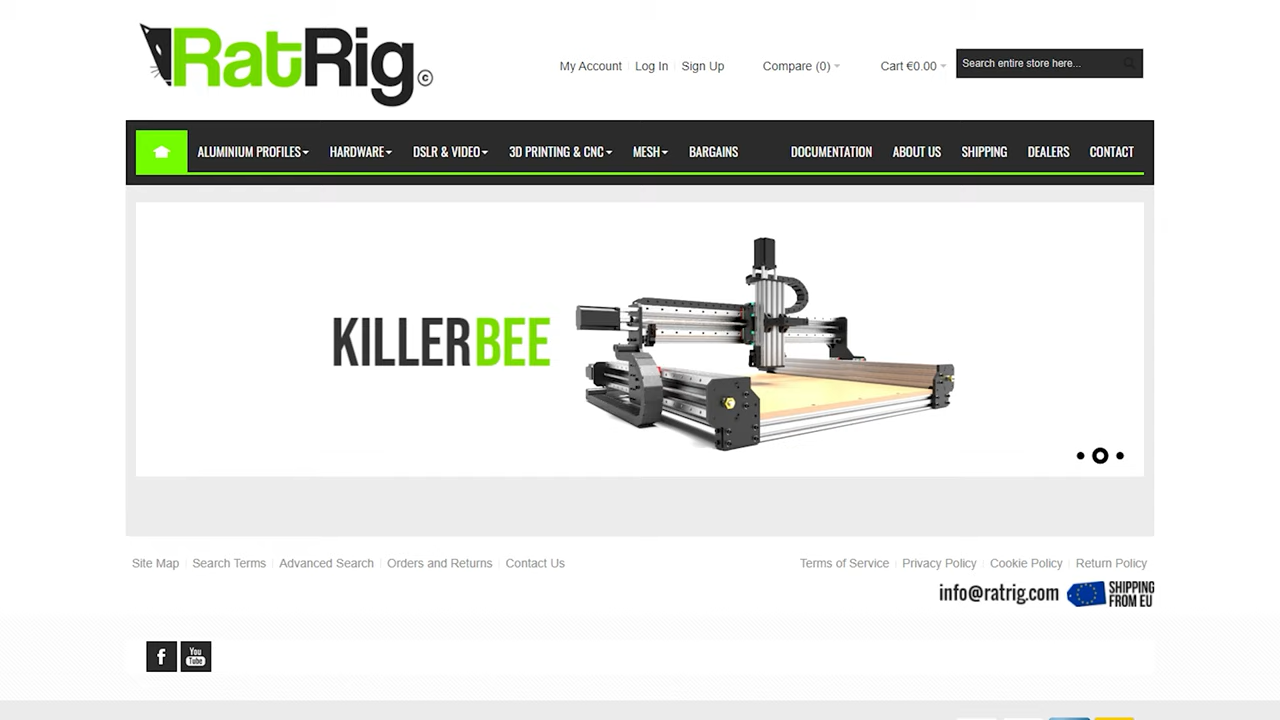 RatRig ©
My Account Log In Sign Up Compare (0) Cart €0.00 Search entire store here...
ALUMINIUM PROFILES HARDWARE DSLR & VIDEO 3D PRINTING & CNC MESH BARGAINS DOCUMENTATION ABOUT US SHIPPING DEALERS CONTACT
KILLERBEE
Site Map Search Terms Advanced Search Orders and Returns Contact Us Terms of Service Privacy Policy Cookie Policy Return Policy
info@ratrig.com SHIPPING
FROM EU
f You
Tube